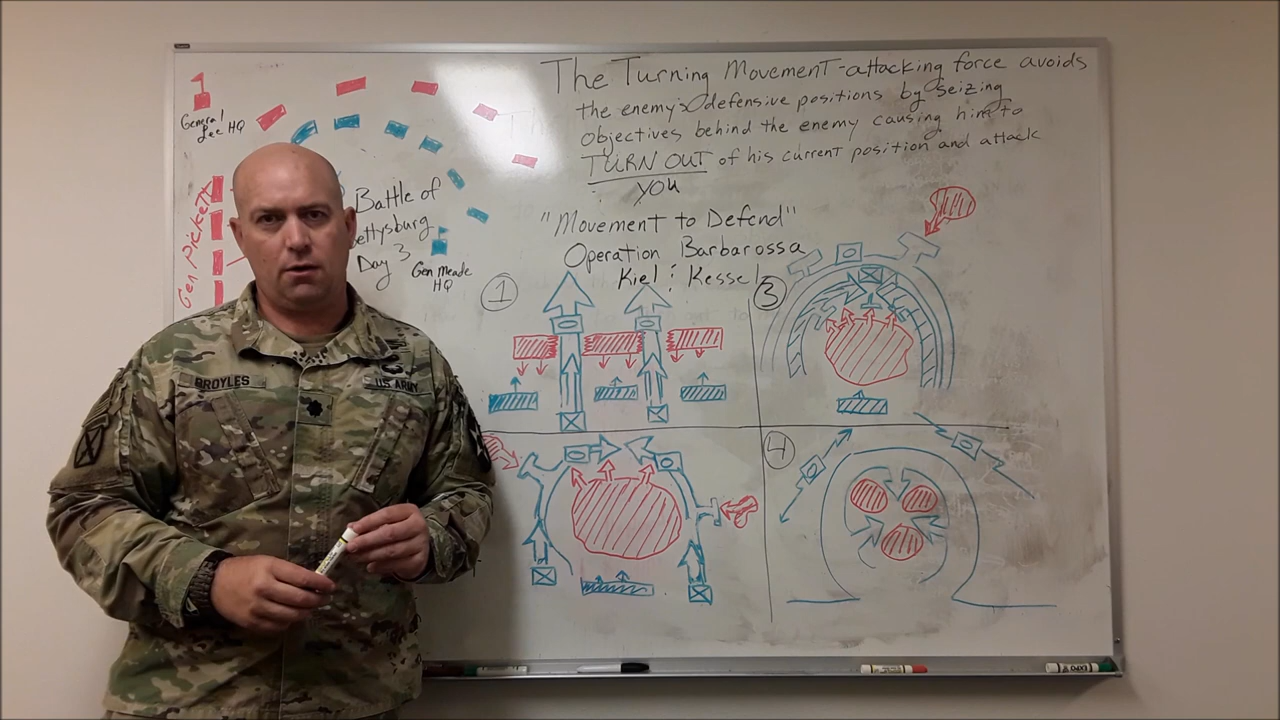 General
Lee HQ
Gen Pickett
Battle of
ettysburg
Day 3
Gen Meade
HQ
The Turning Movement-attacking force avoids
the enemy's defensive positions by seizing
objectives behind the enemy causing him to
TURN OUT of his current position and attack
you
"Movement to Defend"
Operation Barbarossa
Kiel : Kessel
1
3
4
BROYLES
U.S. ARMY
EXPO